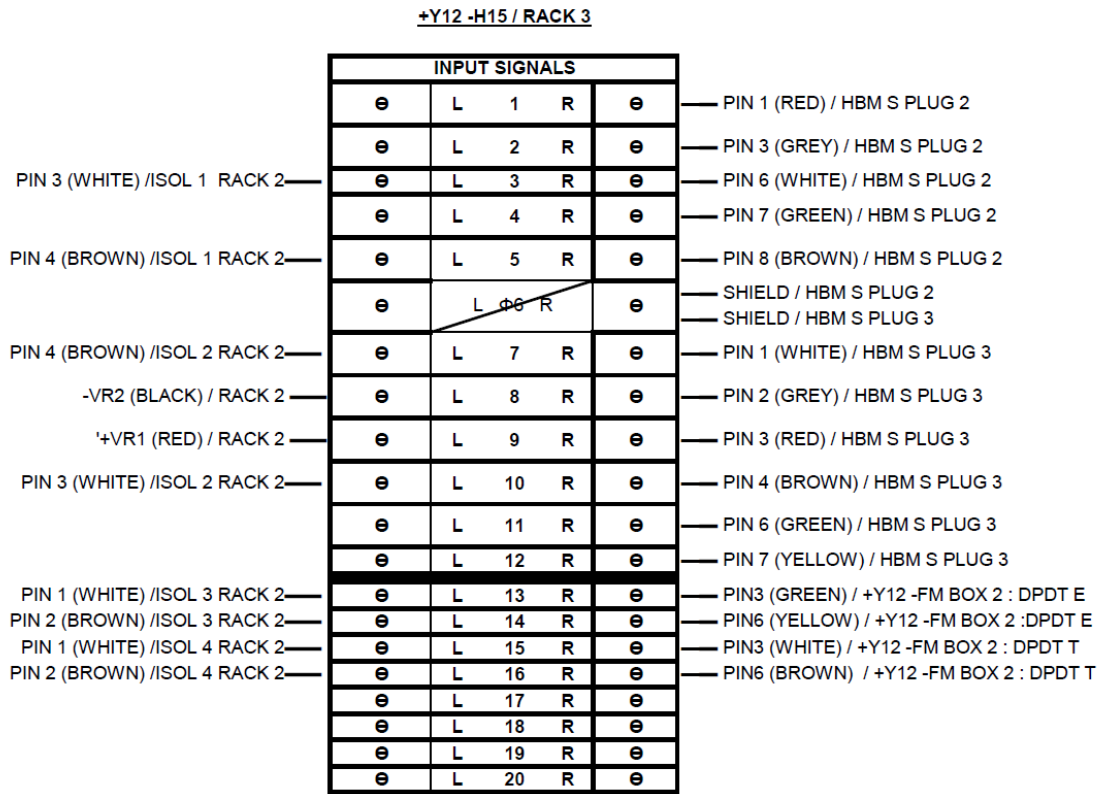 +Y12 -H15 / RACK 3
INPUT SIGNALS
L 1 R PIN 1 (RED) / HBM S PLUG 2
L 2 R PIN 3 (GREY) / HBM S PLUG 2
PIN 3 (WHITE) /ISOL 1 RACK 2 L 3 R PIN 6 (WHITE) / HBM S PLUG 2
L 4 R PIN 7 (GREEN) / HBM S PLUG 2
PIN 4 (BROWN) /ISOL 1 RACK 2 L 5 R PIN 8 (BROWN) / HBM S PLUG 2
L Φ6 R SHIELD / HBM S PLUG 2
SHIELD / HBM S PLUG 3
PIN 4 (BROWN) /ISOL 2 RACK 2 L 7 R PIN 1 (WHITE) / HBM S PLUG 3
-VR2 (BLACK) / RACK 2 L 8 R PIN 2 (GREY) / HBM S PLUG 3
'+VR1 (RED) / RACK 2 L 9 R PIN 3 (RED) / HBM S PLUG 3
PIN 3 (WHITE) /ISOL 2 RACK 2 L 10 R PIN 4 (BROWN) / HBM S PLUG 3
L 11 R PIN 6 (GREEN) / HBM S PLUG 3
L 12 R PIN 7 (YELLOW) / HBM S PLUG 3
PIN 1 (WHITE) /ISOL 3 RACK 2 L 13 R PIN3 (GREEN) / +Y12 -FM BOX 2 : DPDT E
PIN 2 (BROWN) /ISOL 3 RACK 2 L 14 R PIN6 (YELLOW) / +Y12 -FM BOX 2 :DPDT E
PIN 1 (WHITE) /ISOL 4 RACK 2 L 15 R PIN3 (WHITE) / +Y12 -FM BOX 2 : DPDT T
PIN 2 (BROWN) /ISOL 4 RACK 2 L 16 R PIN6 (BROWN) / +Y12 -FM BOX 2 : DPDT T
L 17 R
L 18 R
L 19 R
L 20 R